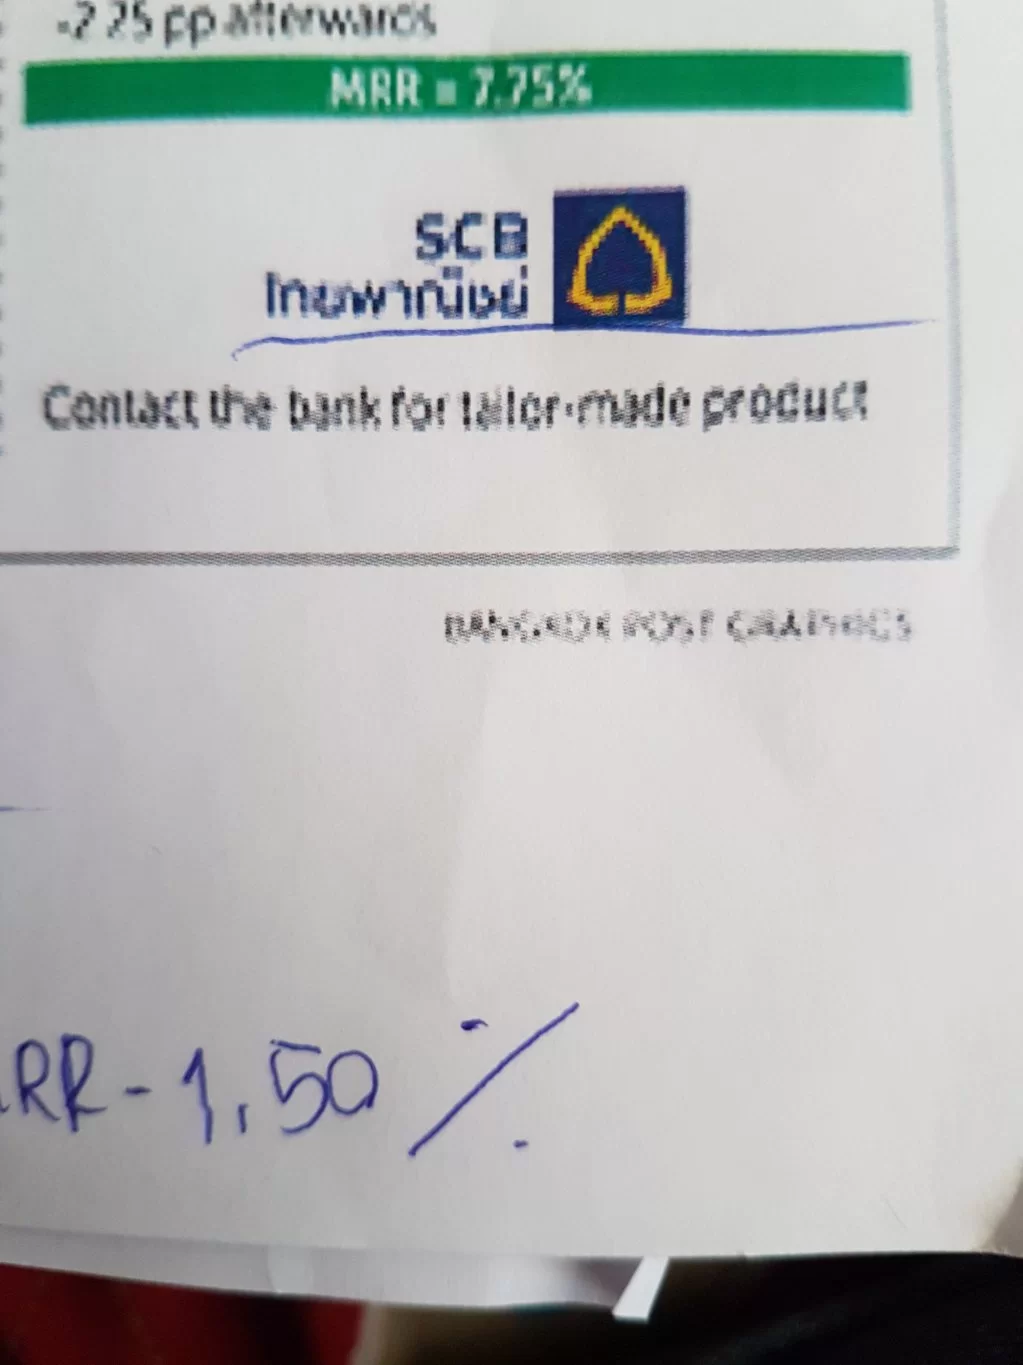 -2.25 pp afterwards
MRR = 7.75%
SCB
ไทยพาณิชย์
Contact the bank for tailor-made product
BANGKOK POST GRAPHICS
RR - 1,50 %